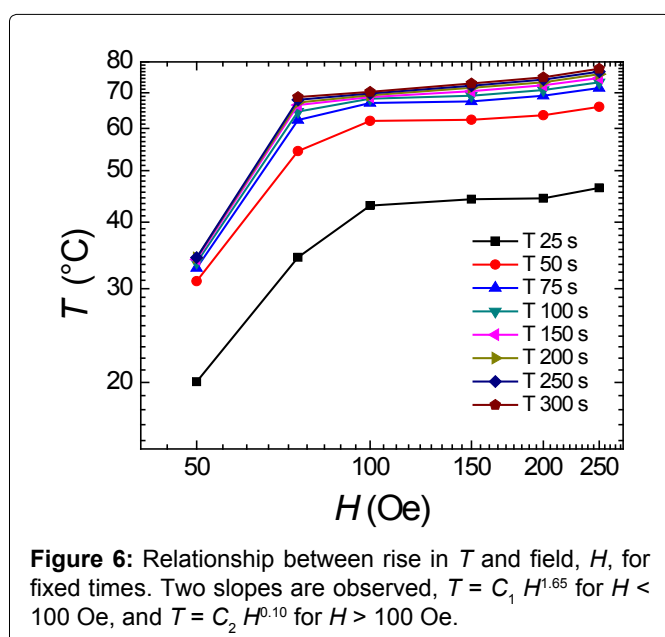 80
70
60
50
40
30
20
T (°C)
T 25 s
T 50 s
T 75 s
T 100 s
T 150 s
T 200 s
T 250 s
T 300 s
50 100 150 200 250
H (Oe)
Figure 6: Relationship between rise in T and field, H, for
fixed times. Two slopes are observed, T = C₁ H¹·⁶⁵ for H <
100 Oe, and T = C₂ H⁰·¹⁰ for H > 100 Oe.